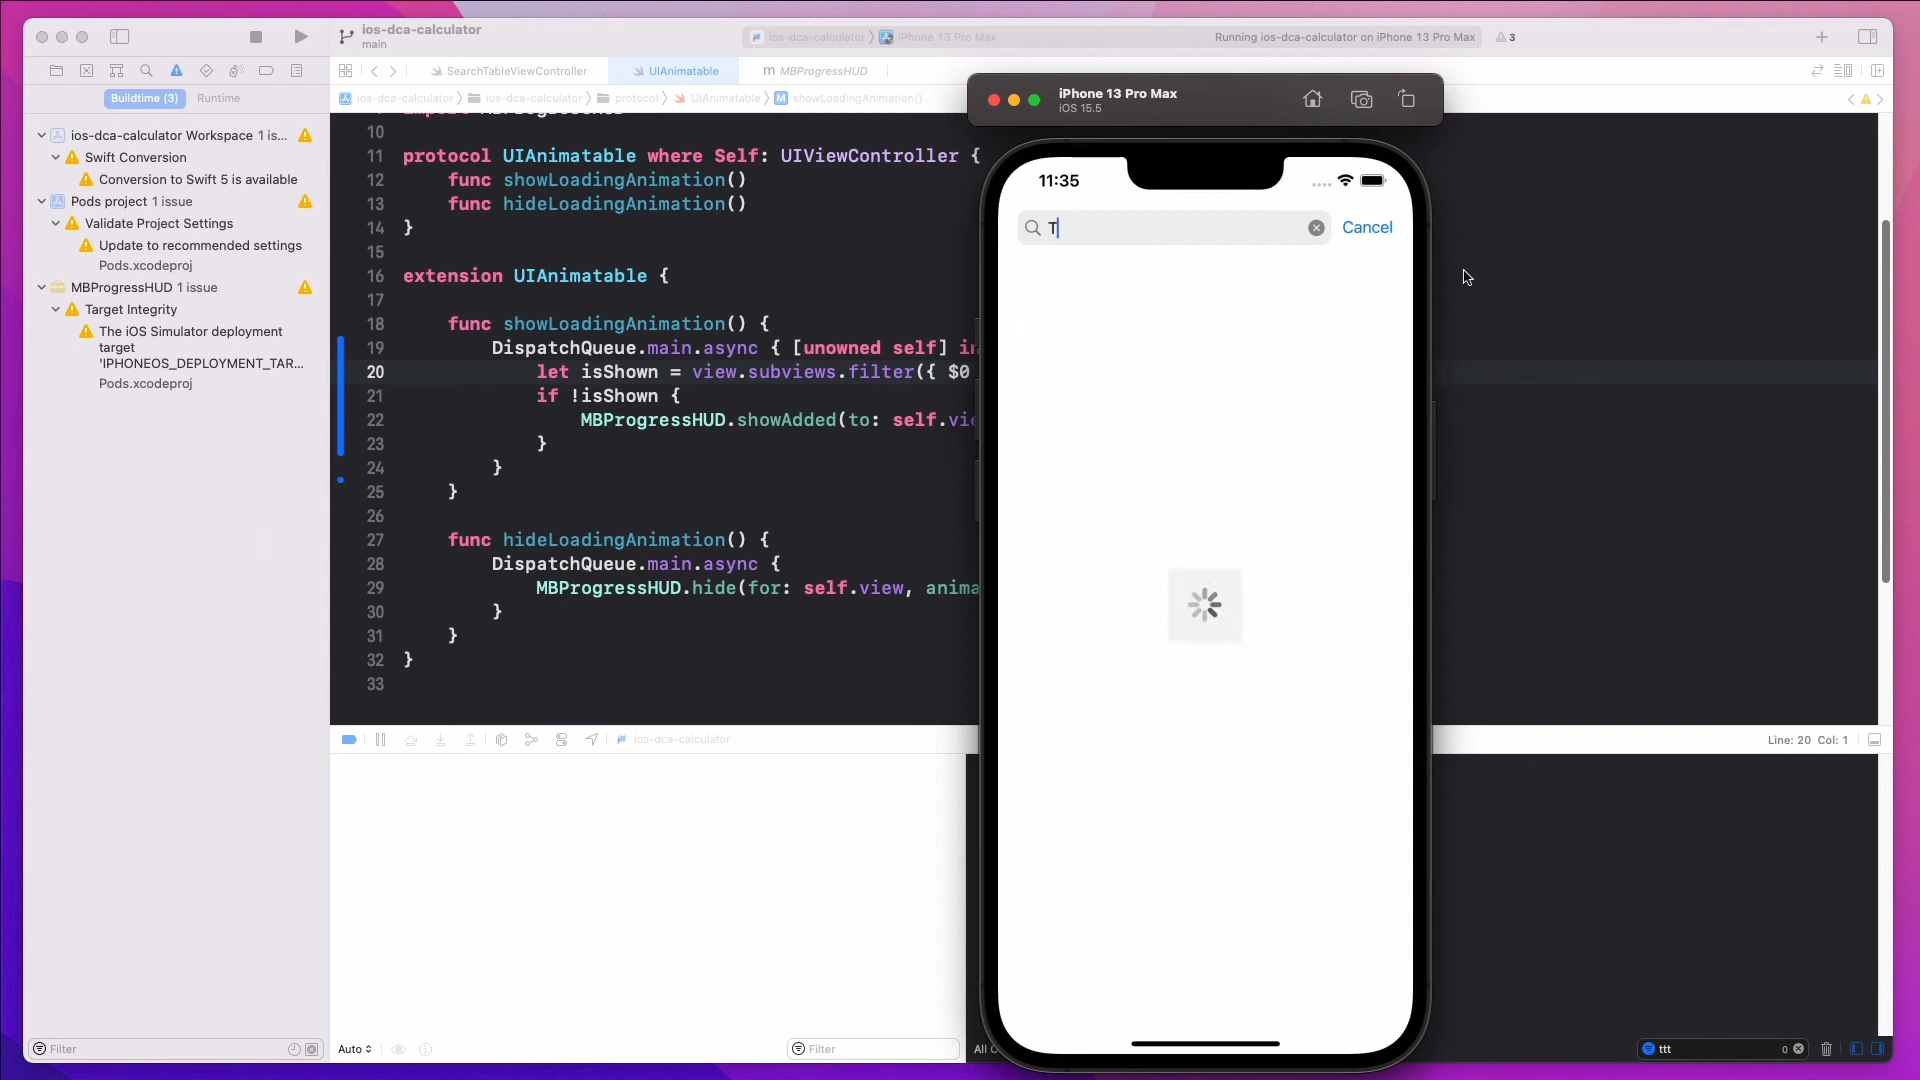 ios-dca-calculator
main
ios-dca-calculator
iPhone 13 Pro Max
Running ios-dca-calculator on iPhone 13 Pro Max
3
SearchTableViewController
UIAnimatable
MBProgressHUD
Buildtime (3)
Runtime
ios-dca-calculator
ios-dca-calculator
protocol
UIAnimatable
M
showLoadingAnimation()
ios-dca-calculator Workspace 1 is...
Swift Conversion
Conversion to Swift 5 is available
Pods project 1 issue
Validate Project Settings
Update to recommended settings
Pods.xcodeproj
MBProgressHUD 1 issue
Target Integrity
The iOS Simulator deployment
target
'IPHONEOS_DEPLOYMENT_TAR...
Pods.xcodeproj
10
11 protocol UIAnimatable where Self: UIViewController {
12 func showLoadingAnimation()
13 func hideLoadingAnimation()
14 }
15
16 extension UIAnimatable {
17
18 func showLoadingAnimation() {
19 DispatchQueue.main.async { [unowned self] in
20 let isShown = view.subviews.filter({ $0
21 if !isShown {
22 MBProgressHUD.showAdded(to: self.vie
23 }
24 }
25 }
26
27 func hideLoadingAnimation() {
28 DispatchQueue.main.async {
29 MBProgressHUD.hide(for: self.view, anima
30 }
31 }
32 }
33
iPhone 13 Pro Max
iOS 15.5
11:35
T
Cancel
ios-dca-calculator
Line: 20 Col: 1
Filter
Auto
Filter
All
ttt
0